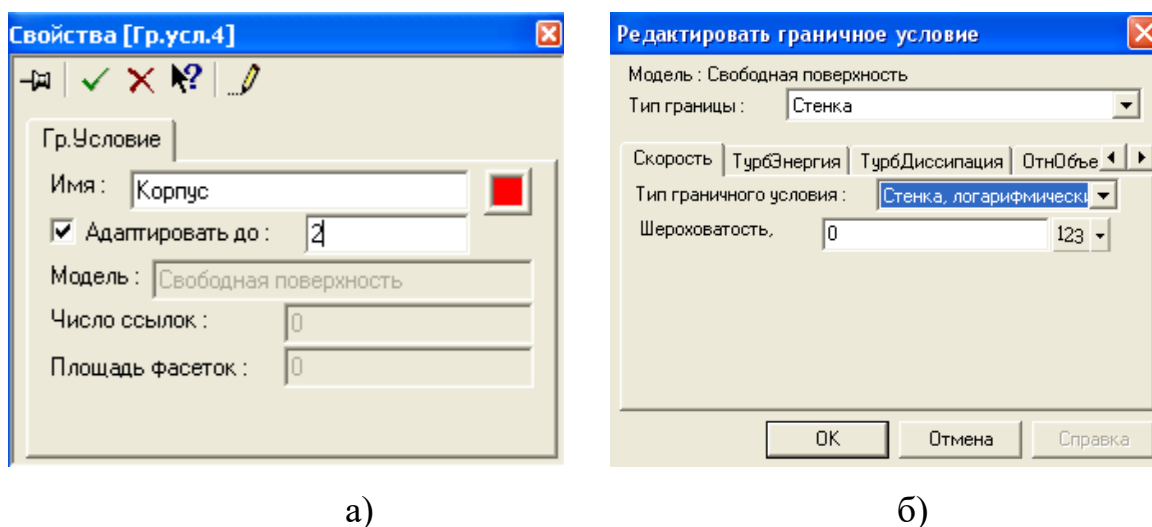 Свойства [Гр.усл.4]
Гр.Условие
Имя : Корпус
Адаптировать до : 2
Модель : Свободная поверхность
Число ссылок : 0
Площадь фасеток : 0
а)
Редактировать граничное условие
Модель : Свободная поверхность
Тип границы : Стенка
Скорость ТурбЭнергия ТурбДиссипация ОтнОбъе
Тип граничного условия : Стенка, логарифмически
Шероховатость, 0 123
ОК Отмена Справка
б)